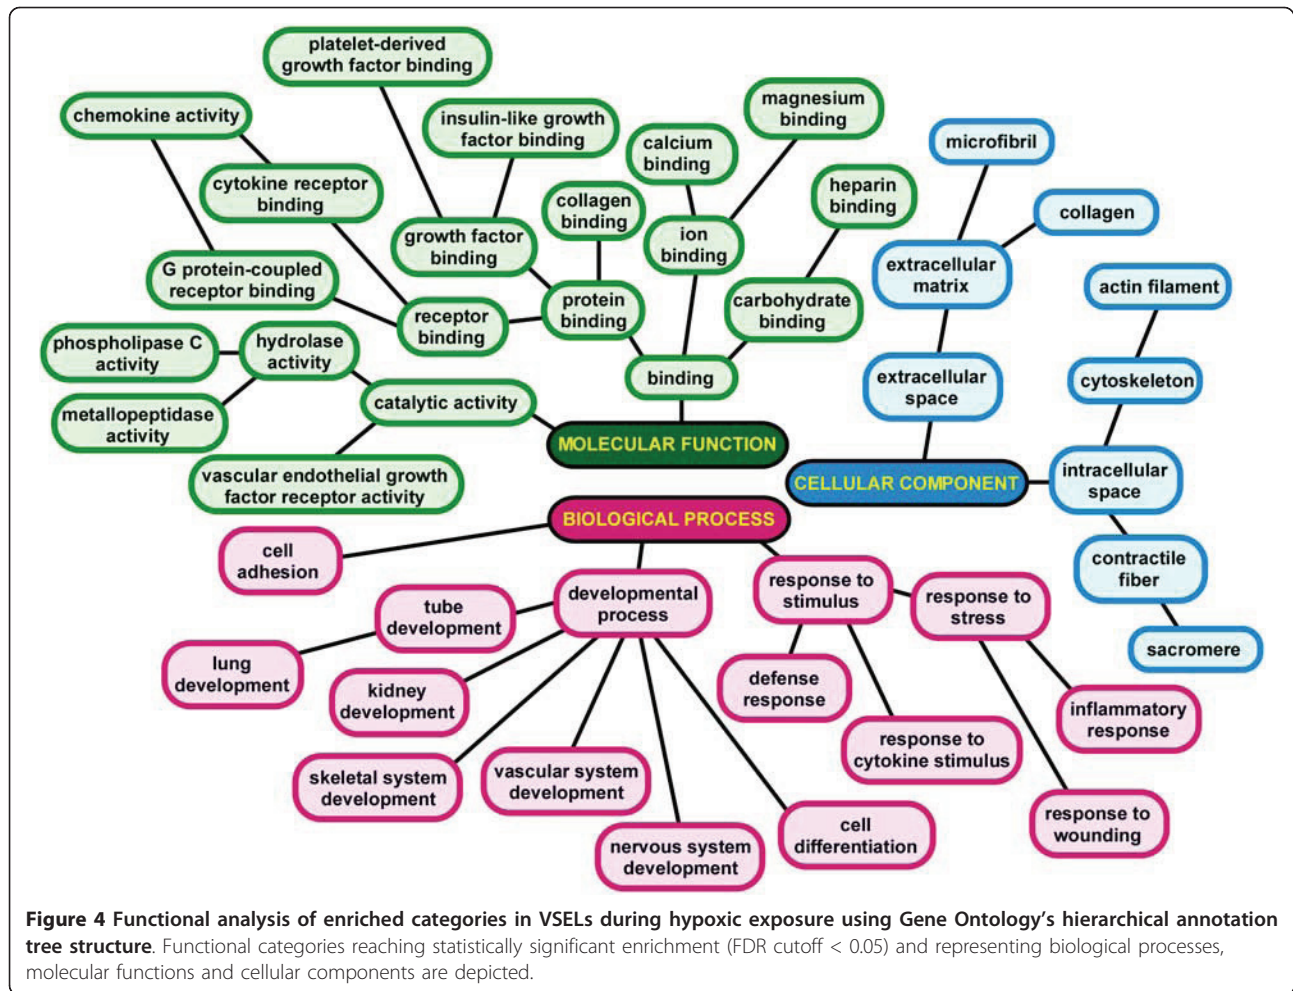 platelet-derived
growth factor binding
chemokine activity
insulin-like growth
factor binding
calcium
binding
magnesium
binding
microfibril
cytokine receptor
binding
collagen
binding
heparin
binding
collagen
growth factor
binding
ion
binding
extracellular
matrix
G protein-coupled
receptor binding
protein
binding
carbohydrate
binding
actin filament
receptor
binding
phospholipase C
activity
hydrolase
activity
binding
extracellular
space
cytoskeleton
metallopeptidase
activity
catalytic activity
MOLECULAR FUNCTION
vascular endothelial growth
factor receptor activity
CELLULAR COMPONENT
intracellular
space
BIOLOGICAL PROCESS
cell
adhesion
contractile
fiber
developmental
process
response to
stimulus
response to
stress
tube
development
sacromere
lung
development
kidney
development
defense
response
inflammatory
response
skeletal system
development
vascular system
development
response to
cytokine stimulus
nervous system
development
cell
differentiation
response to
wounding
Figure 4 Functional analysis of enriched categories in VSELs during hypoxic exposure using Gene Ontology's hierarchical annotation
tree structure. Functional categories reaching statistically significant enrichment (FDR cutoff < 0.05) and representing biological processes,
molecular functions and cellular components are depicted.